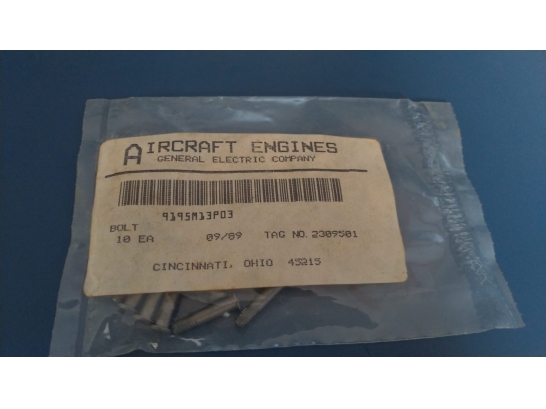 AIRCRAFT ENGINES
GENERAL ELECTRIC COMPANY
9195M13P03
BOLT
10 EA 09/89 TAG NO. 2309501
CINCINNATI, OHIO 45215